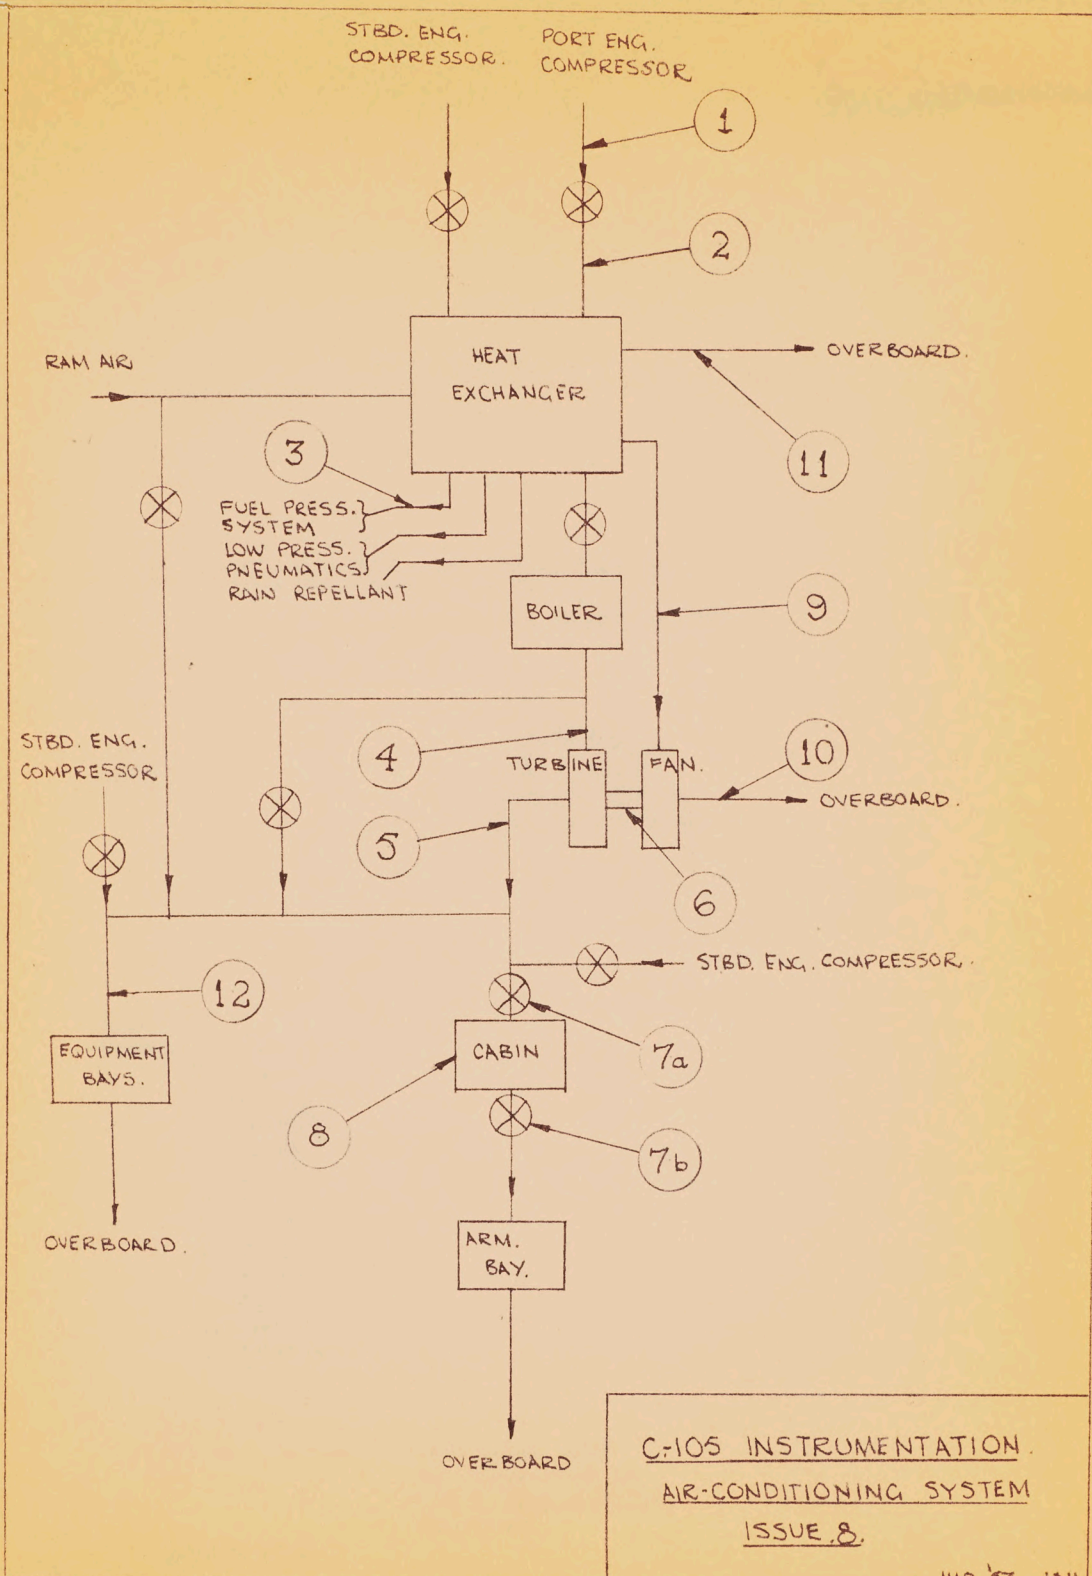 STBD. ENG.
COMPRESSOR.
PORT ENG.
COMPRESSOR
1
2
HEAT
EXCHANGER
OVERBOARD.
RAM AIR
3
11
FUEL PRESS.
SYSTEM
LOW PRESS.
PNEUMATICS
RAIN REPELLANT
BOILER
9
STBD. ENG.
COMPRESSOR
4
TURBINE
FAN.
10
OVERBOARD.
5
6
STBD. ENG. COMPRESSOR.
12
7a
EQUIPMENT
BAYS.
CABIN
8
7b
OVERBOARD.
ARM.
BAY.
OVERBOARD
C-105 INSTRUMENTATION.
AIR-CONDITIONING SYSTEM
ISSUE.8.